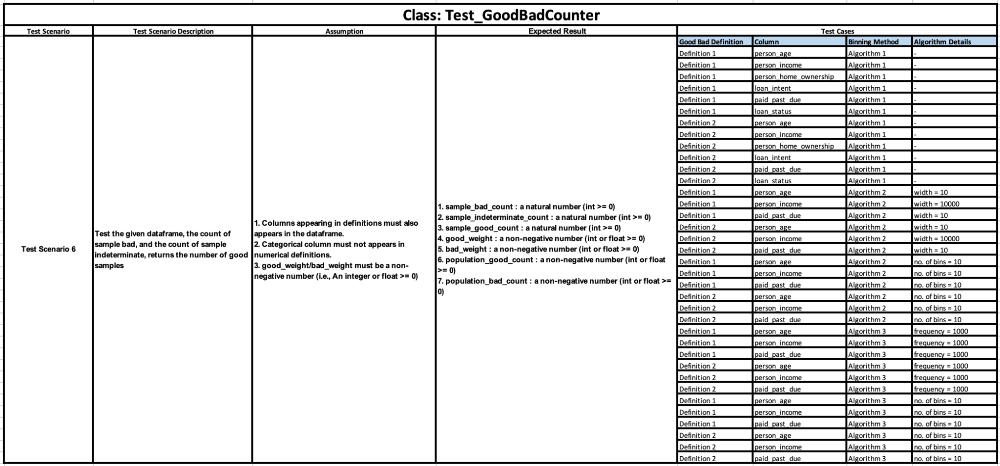 Class: Test_GoodBadCounter
Test Scenario
Test Scenario Description
Assumption
Expected Result
Test Cases
Test Scenario 6
Test the given dataframe, the count of
sample bad, and the count of sample
indeterminate, returns the number of good
samples
1. Columns appearing in definitions must also
appears in the dataframe.
2. Categorical column must not appears in
numerical definitions.
3. good_weight/bad_weight must be a non-
negative number (i.e., An integer or float >= 0)
1. sample_bad_count : a natural number (int >= 0)
2. sample_indeterminate_count : a natural number (int >= 0)
3. sample_good_count : a natural number (int >= 0)
4. good_weight : a non-negative number (int or float >= 0)
5. bad_weight : a non-negative number (int or float >= 0)
6. population_good_count : a non-negative number (int or float
>= 0)
7. population_bad_count : a non-negative number (int or float >=
0)
Good Bad Definition Column Binning Method Algorithm Details
Definition 1 person_age Algorithm 1 -
Definition 1 person_income Algorithm 1 -
Definition 1 person_home_ownership Algorithm 1 -
Definition 1 loan_intent Algorithm 1 -
Definition 1 paid_past_due Algorithm 1 -
Definition 1 loan_status Algorithm 1 -
Definition 2 person_age Algorithm 1 -
Definition 2 person_income Algorithm 1 -
Definition 2 person_home_ownership Algorithm 1 -
Definition 2 loan_intent Algorithm 1 -
Definition 2 paid_past_due Algorithm 1 -
Definition 2 loan_status Algorithm 1 -
Definition 1 person_age Algorithm 2 width = 10
Definition 1 person_income Algorithm 2 width = 10000
Definition 1 paid_past_due Algorithm 2 width = 10
Definition 2 person_age Algorithm 2 width = 10
Definition 2 person_income Algorithm 2 width = 10000
Definition 2 paid_past_due Algorithm 2 width = 10
Definition 1 person_age Algorithm 2 no. of bins = 10
Definition 1 person_income Algorithm 2 no. of bins = 10
Definition 1 paid_past_due Algorithm 2 no. of bins = 10
Definition 2 person_age Algorithm 2 no. of bins = 10
Definition 2 person_income Algorithm 2 no. of bins = 10
Definition 2 paid_past_due Algorithm 2 no. of bins = 10
Definition 1 person_age Algorithm 3 frequency = 1000
Definition 1 person_income Algorithm 3 frequency = 1000
Definition 1 paid_past_due Algorithm 3 frequency = 1000
Definition 2 person_age Algorithm 3 frequency = 1000
Definition 2 person_income Algorithm 3 frequency = 1000
Definition 2 paid_past_due Algorithm 3 frequency = 1000
Definition 1 person_age Algorithm 3 no. of bins = 10
Definition 1 person_income Algorithm 3 no. of bins = 10
Definition 1 paid_past_due Algorithm 3 no. of bins = 10
Definition 2 person_age Algorithm 3 no. of bins = 10
Definition 2 person_income Algorithm 3 no. of bins = 10
Definition 2 paid_past_due Algorithm 3 no. of bins = 10